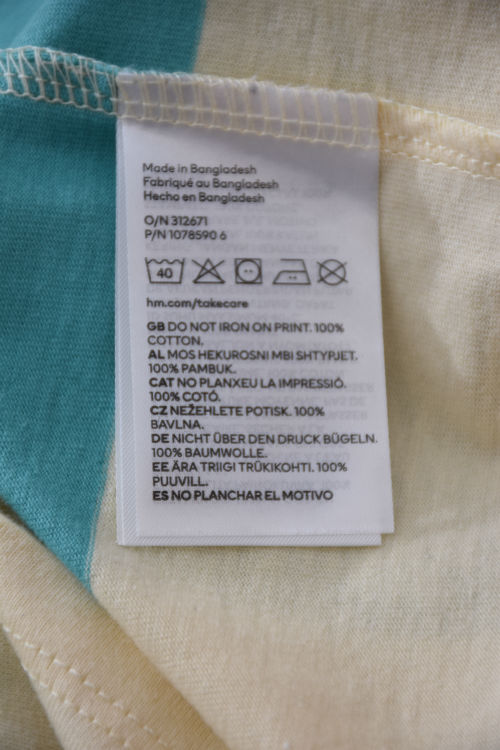 Made in Bangladesh
Fabriqué au Bangladesh
Hecho en Bangladesh
O/N 312671
P/N 1078590 6
40
hm.com/takecare
GB DO NOT IRON ON PRINT. 100%
COTTON.
AL MOS HEKUROSNI MBI SHTYPJET.
100% PAMBUK.
CAT NO PLANXEU LA IMPRESSIÓ.
100% COTÓ.
CZ NEŽEHLETE POTISK. 100%
BAVLNA.
DE NICHT ÜBER DEN DRUCK BÜGELN.
100% BAUMWOLLE.
EE ÄRA TRIIGI TRÜKIKOHTI. 100%
PUUVILL.
ES NO PLANCHAR EL MOTIVO